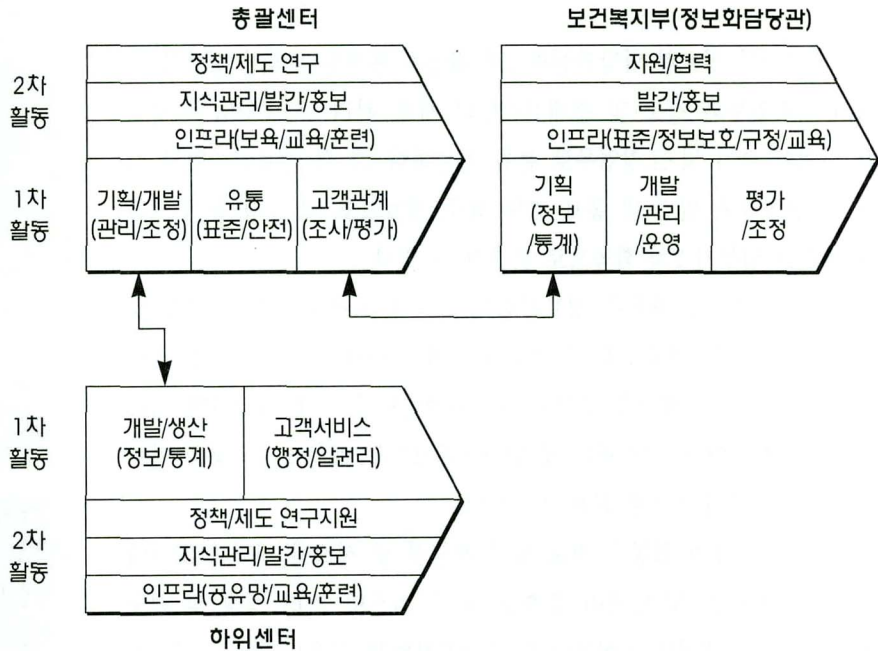 총괄센터
2차
활동
정책/제도 연구
지식관리/발간/홍보
인프라(보육/교육/훈련)
1차
활동
기획/개발
(관리/조정)
유통
(표준/안전)
고객관계
(조사/평가)
보건복지부(정보화담당관)
자원/협력
발간/홍보
인프라(표준/정보보호/규정/교육)
기획
(정보
/통계)
개발
/관리
/운영
평가
/조정
1차
활동
개발/생산
(정보/통계)
고객서비스
(행정/알권리)
2차
활동
정책/제도 연구지원
지식관리/발간/홍보
인프라(공유망/교육/훈련)
하위센터